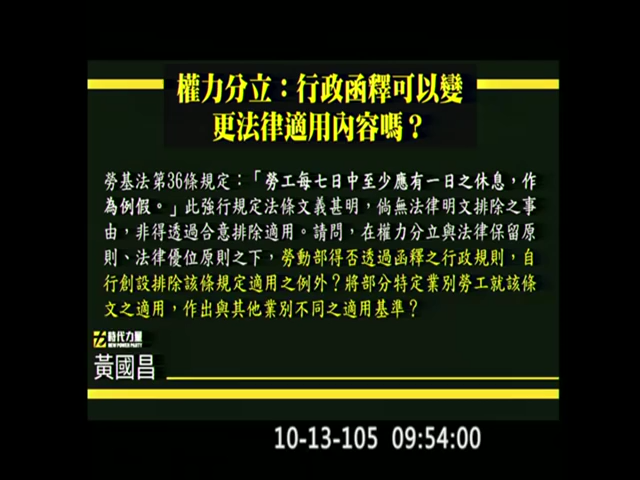 權力分立：行政函釋可以變
更法律適用內容嗎？
勞基法第36條規定：「勞工每七日中至少應有一日之休息，作
為例假。」此強行規定法條文義甚明，倘無法律明文排除之事
由，非得透過合意排除適用。請問，在權力分立與法律保留原
則、法律優位原則之下，勞動部得否透過函釋之行政規則，自
行創設排除該條規定適用之例外？將部分特定業別勞工就該條
文之適用，作出與其他業別不同之適用基準？
時代力量
NEW POWER PARTY
黃國昌
10-13-105 09:54:00